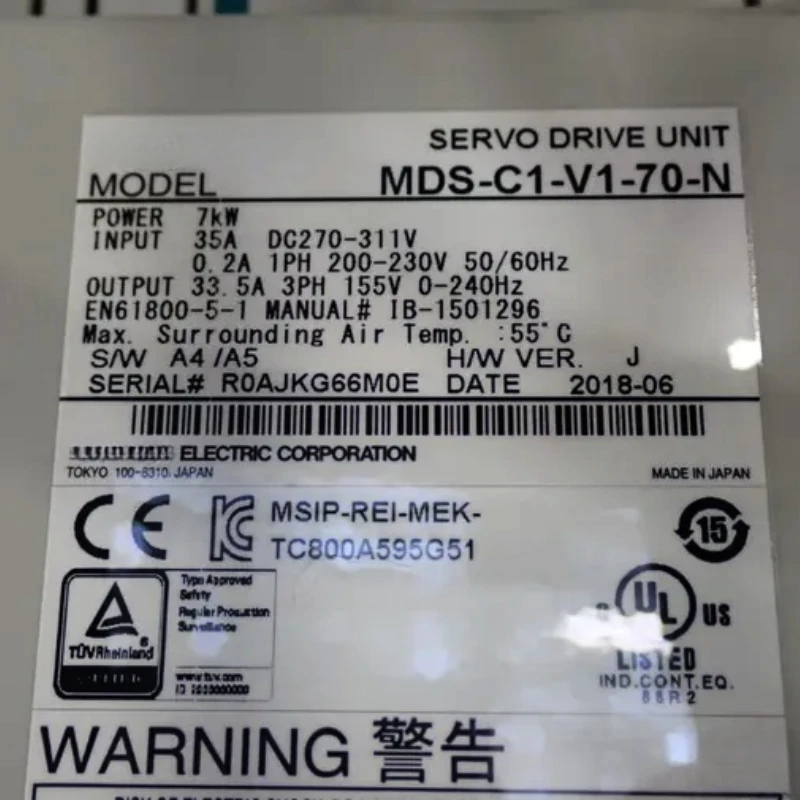 SERVO DRIVE UNIT
MODEL MDS-C1-V1-70-N
POWER 7kW
INPUT 35A DC270-311V
0.2A 1PH 200-230V 50/60Hz
OUTPUT 33.5A 3PH 155V 0-240Hz
EN61800-5-1 MANUAL# IB-1501296
Max. Surrounding Air Temp. :55°C
S/W A4/A5 H/W VER. J
SERIAL# R0AJKG66M0E DATE 2018-06
ELECTRIC CORPORATION
TOKYO 100-8310, JAPAN MADE IN JAPAN
CE KC MSIP-REI-MEK-
TC800A595G51
15
TÜVRheinland
Type Approved
Safety
Regular Production
Surveillance
www.tuv.com
C UL US
LISTED
IND.CONT.EQ.
88R2
WARNING 警告